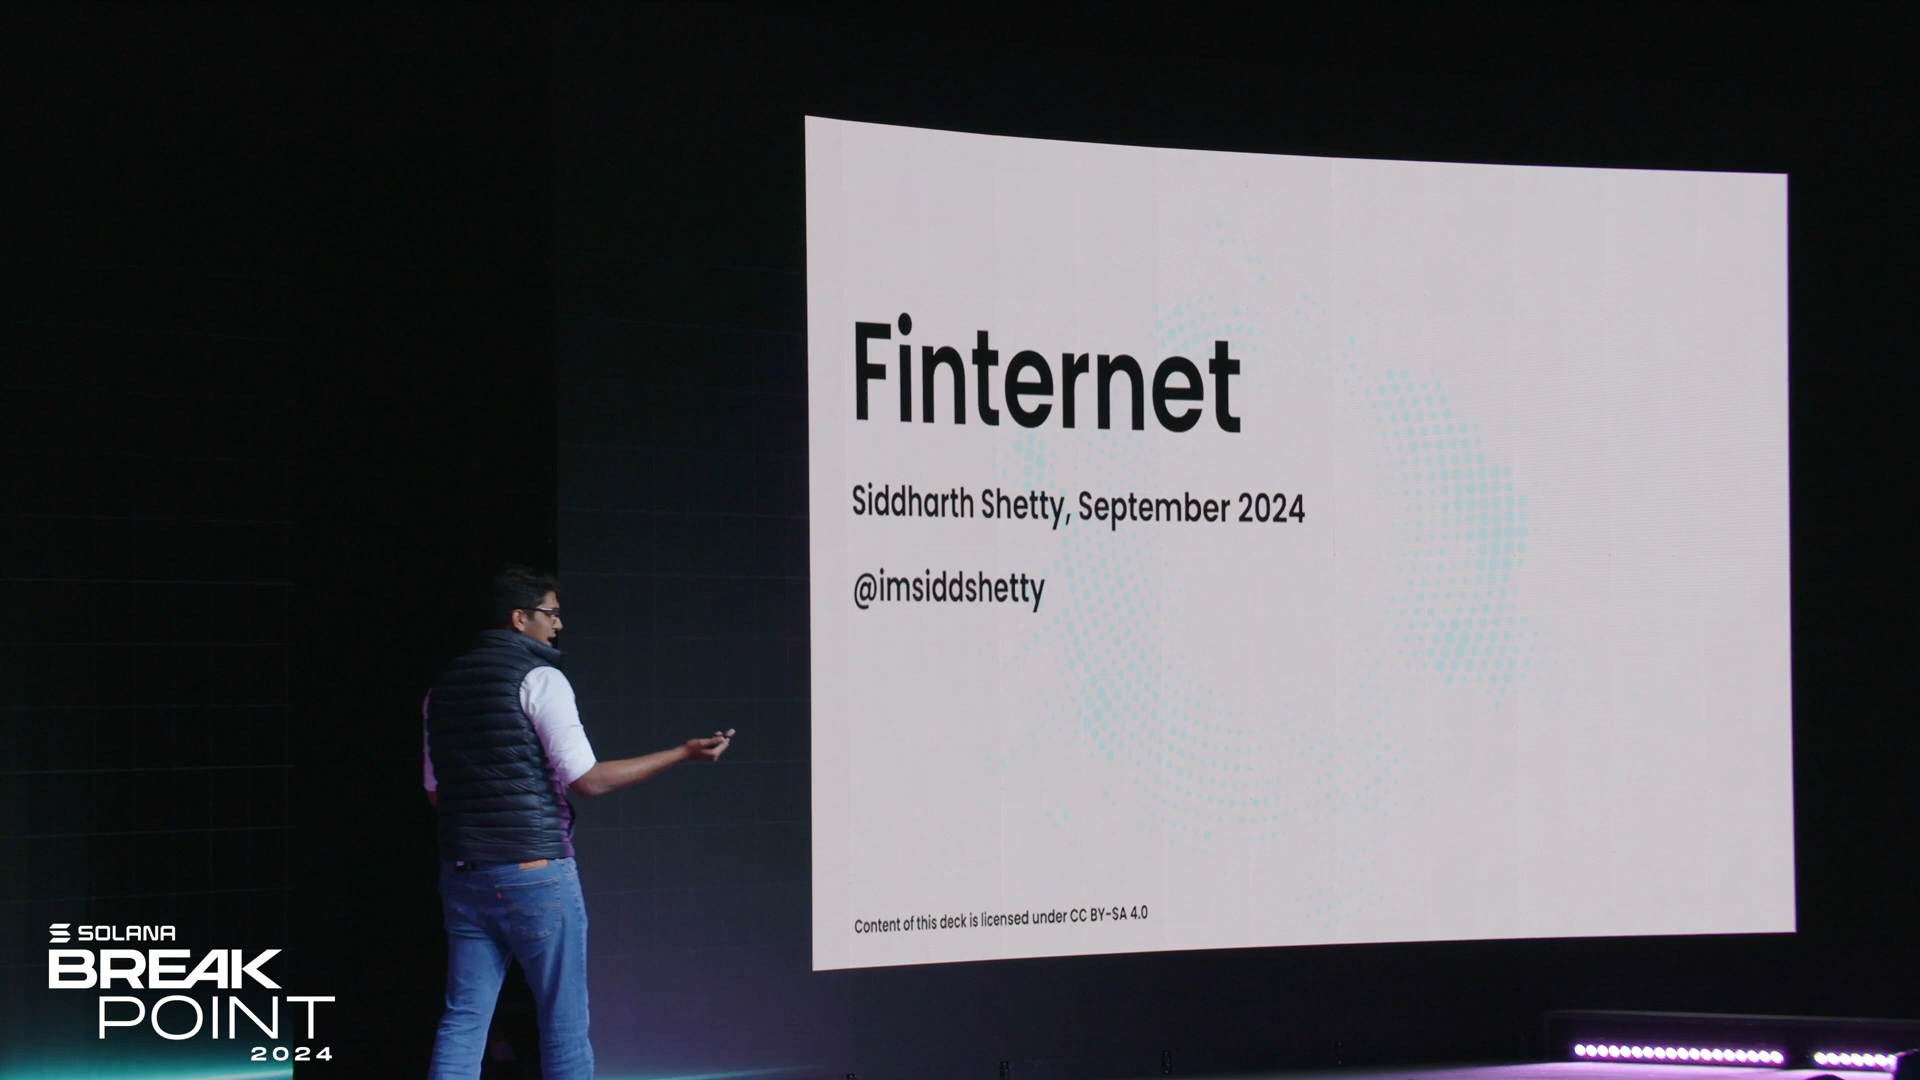 Finternet
Siddharth Shetty, September 2024
@imsiddshetty
Content of this deck is licensed under CC BY-SA 4.0
SOLANA
BREAK
POINT
2024